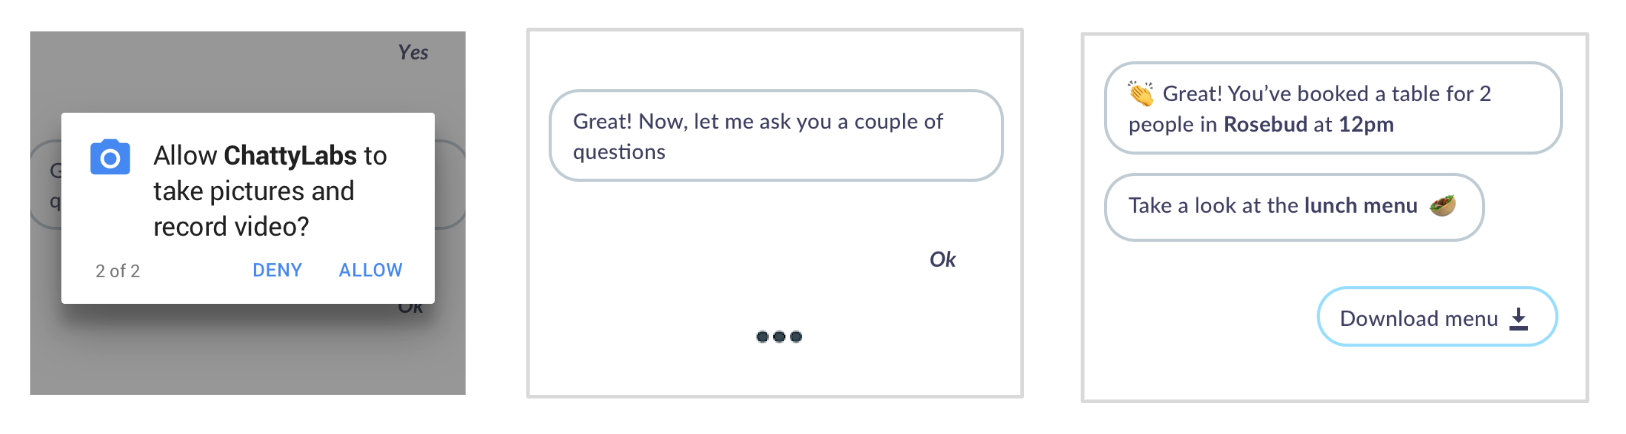 Yes
G
q
Allow ChattyLabs to
take pictures and
record video?
2 of 2
DENY ALLOW
Ok
Great! Now, let me ask you a couple of
questions
Ok
👏 Great! You've booked a table for 2
people in Rosebud at 12pm
Take a look at the lunch menu 🥙
Download menu